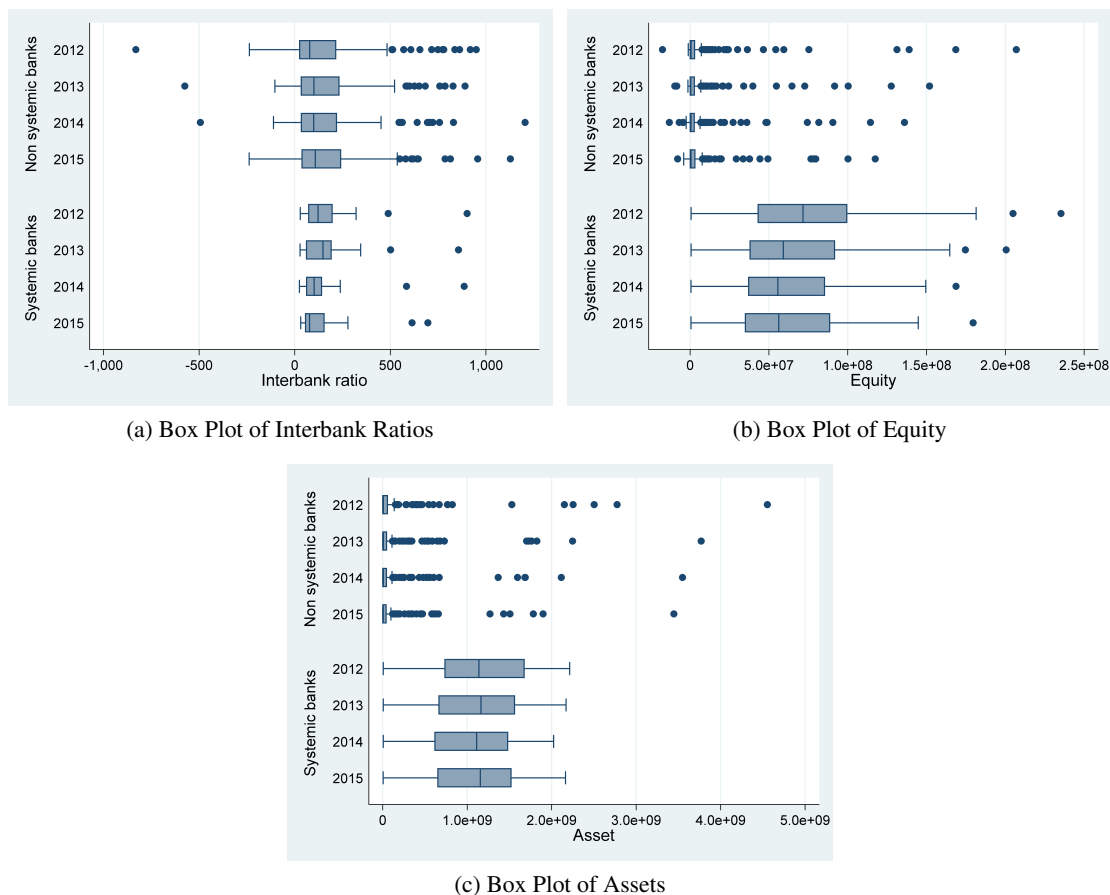 Non systemic banks
2012
2013
2014
2015
Systemic banks
2012
2013
2014
2015
-1,000 -500 0 500 1,000
Interbank ratio
(a) Box Plot of Interbank Ratios
Non systemic banks
2012
2013
2014
2015
Systemic banks
2012
2013
2014
2015
0 5.0e+07 1.0e+08 1.5e+08 2.0e+08 2.5e+08
Equity
(b) Box Plot of Equity
Non systemic banks
2012
2013
2014
2015
Systemic banks
2012
2013
2014
2015
0 1.0e+09 2.0e+09 3.0e+09 4.0e+09 5.0e+09
Asset
(c) Box Plot of Assets